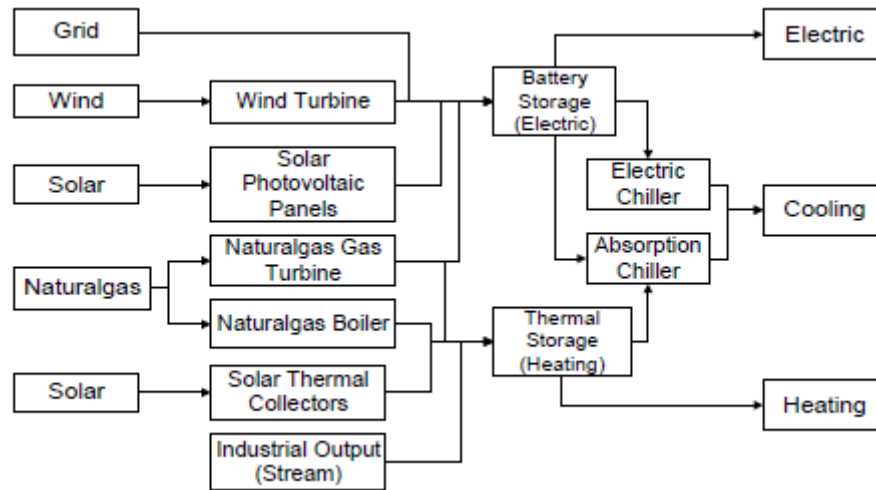 Grid
Electric
Battery
Storage
(Electric)
Wind
Wind Turbine
Solar
Solar
Photovoltaic
Panels
Electric
Chiller
Cooling
Naturalgas Gas
Turbine
Absorption
Chiller
Naturalgas
Naturalgas Boiler
Thermal
Storage
(Heating)
Solar
Solar Thermal
Collectors
Heating
Industrial Output
(Stream)